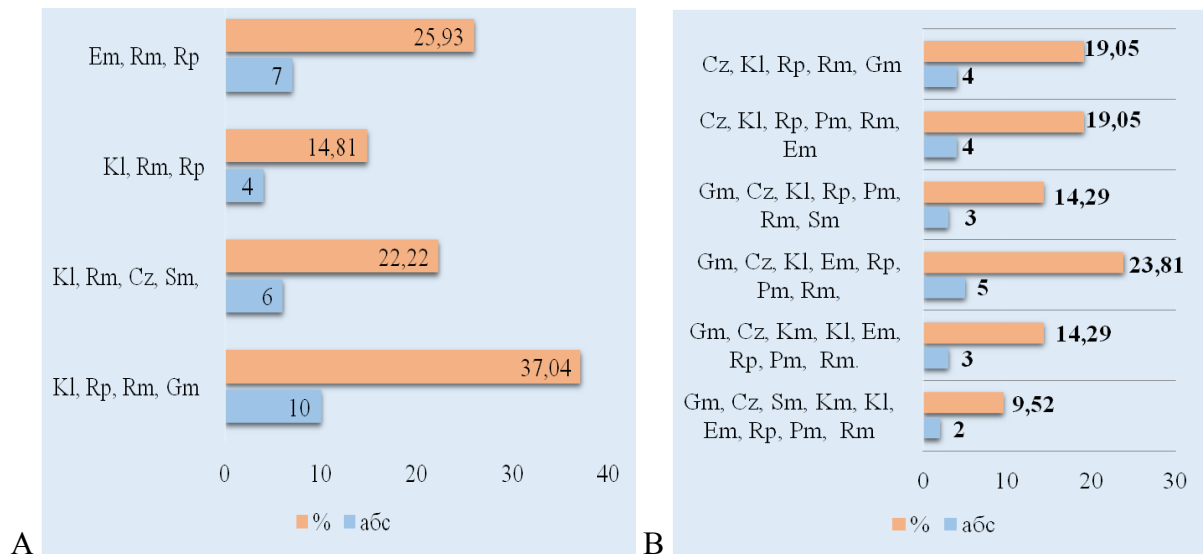 Em, Rm, Rp
25,93
7
Kl, Rm, Rp
14,81
4
Kl, Rm, Cz, Sm,
22,22
6
Kl, Rp, Rm, Gm
37,04
10
0 10 20 30 40
% абс
A
Cz, Kl, Rp, Rm, Gm
19,05
4
Cz, Kl, Rp, Pm, Rm,
Em
19,05
4
Gm, Cz, Kl, Rp, Pm,
Rm, Sm
14,29
3
Gm, Cz, Kl, Em, Rp,
Pm, Rm,
23,81
5
Gm, Cz, Km, Kl, Em,
Rp, Pm, Rm.
14,29
3
Gm, Cz, Sm, Km, Kl,
Em, Rp, Pm, Rm
9,52
2
0 10 20 30
% абс
B